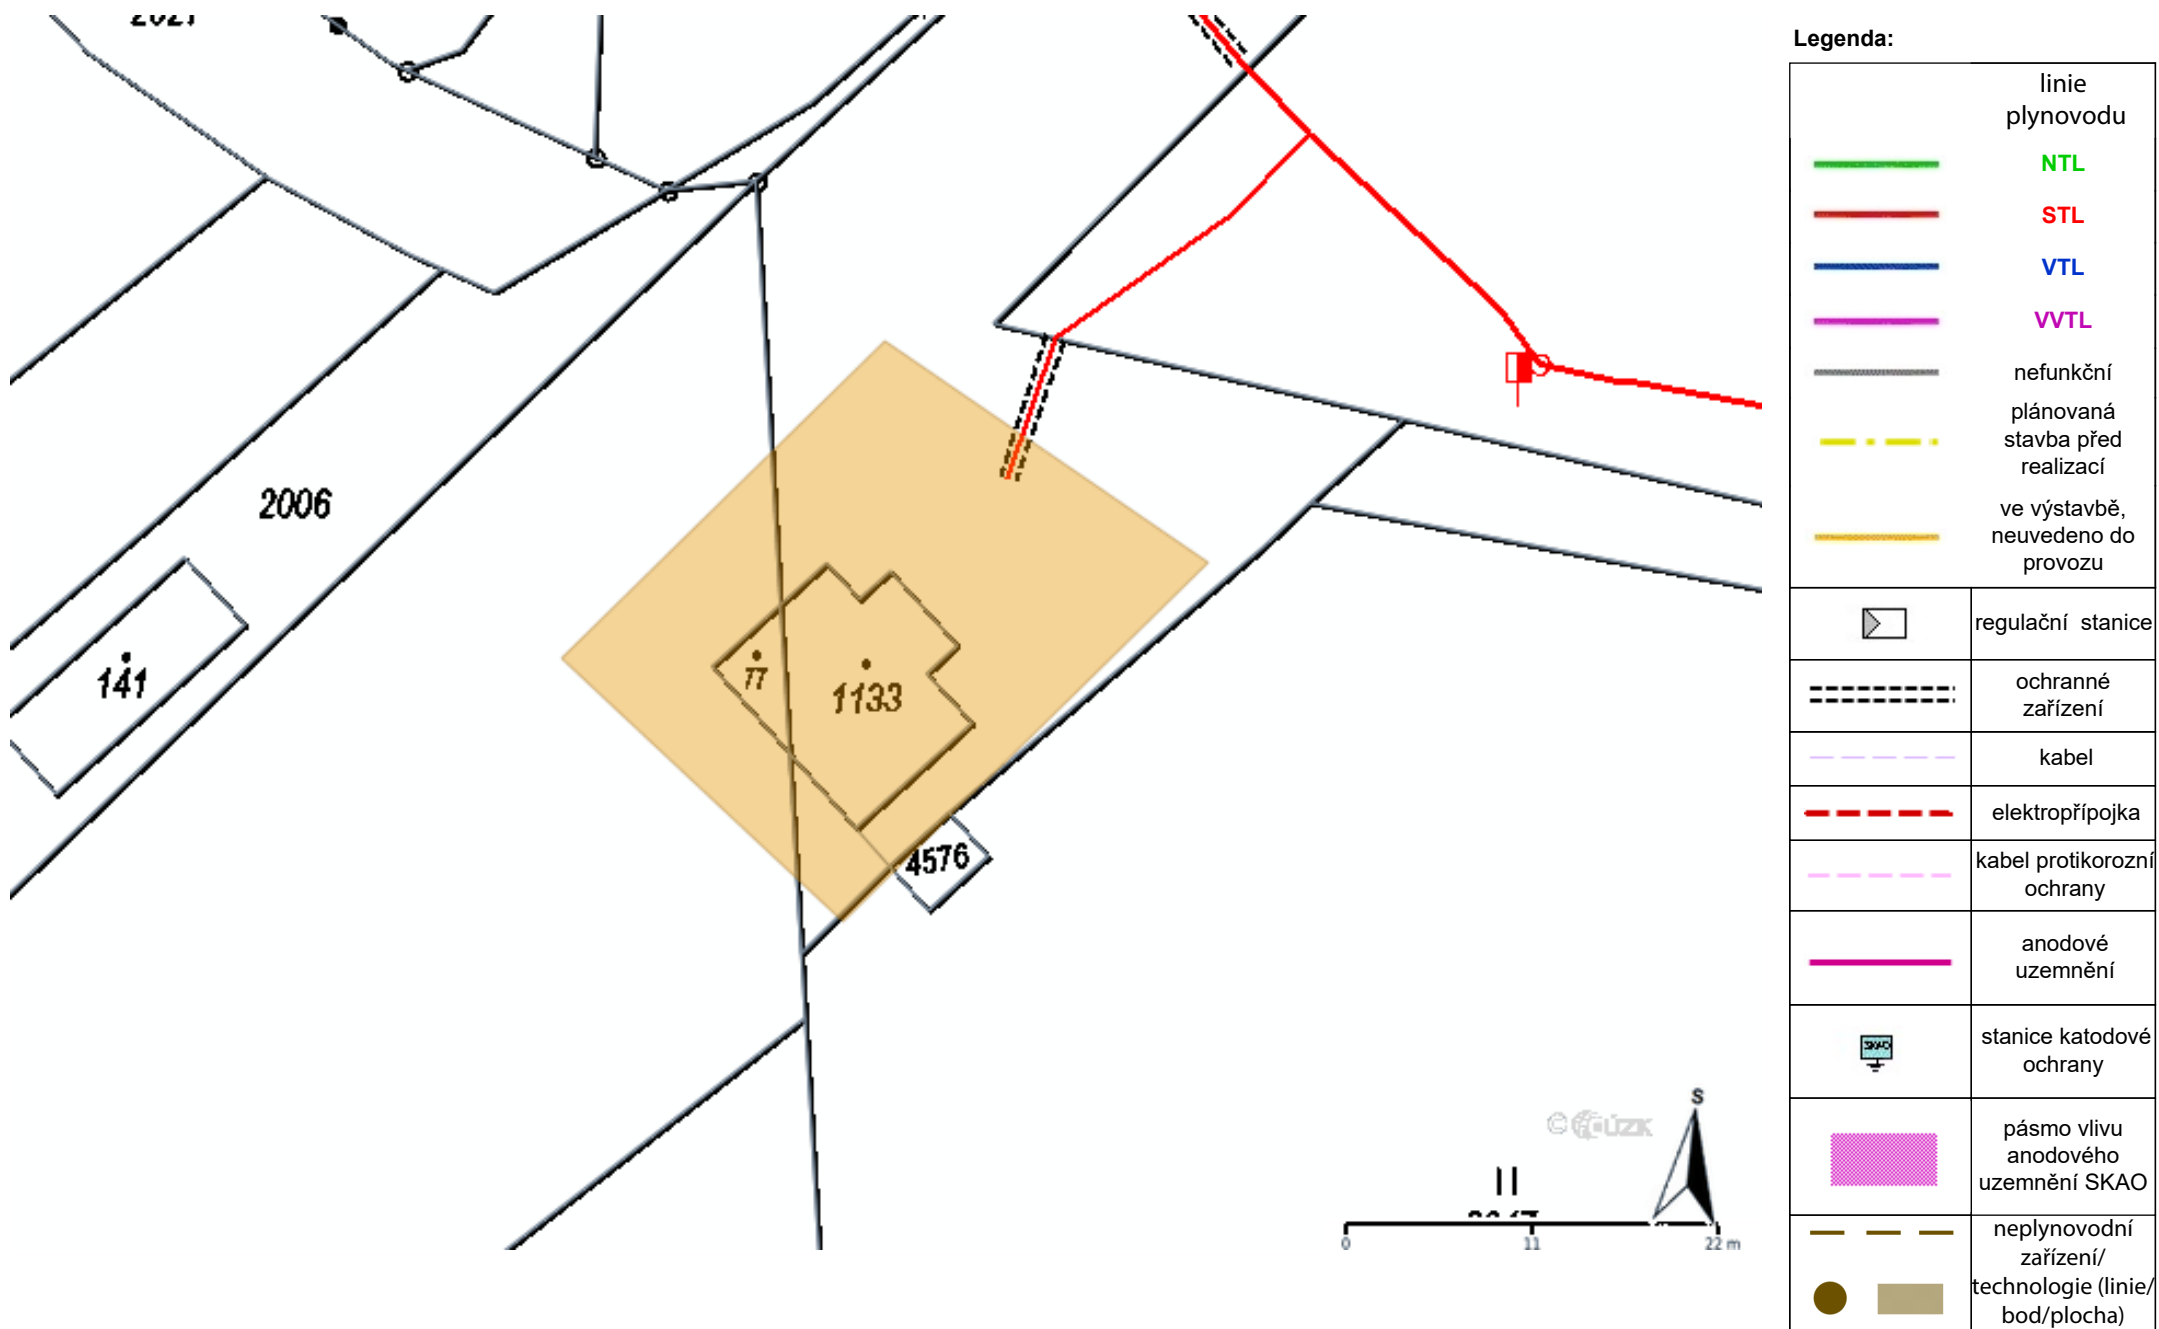 2006
141
77
1133
4576
S
0 11 22 m
Legenda:
linie
plynovodu
NTL
STL
VTL
VVTL
nefunkční
plánovaná
stavba před
realizací
ve výstavbě,
neuvedeno do
provozu
regulační stanice
ochranné
zařízení
kabel
elektropřípojka
kabel protikorozní
ochrany
anodové
uzemnění
SKAO
stanice katodové
ochrany
pásmo vlivu
anodového
uzemnění SKAO
neplynovodní
zařízení/
technologie (linie/
bod/plocha)